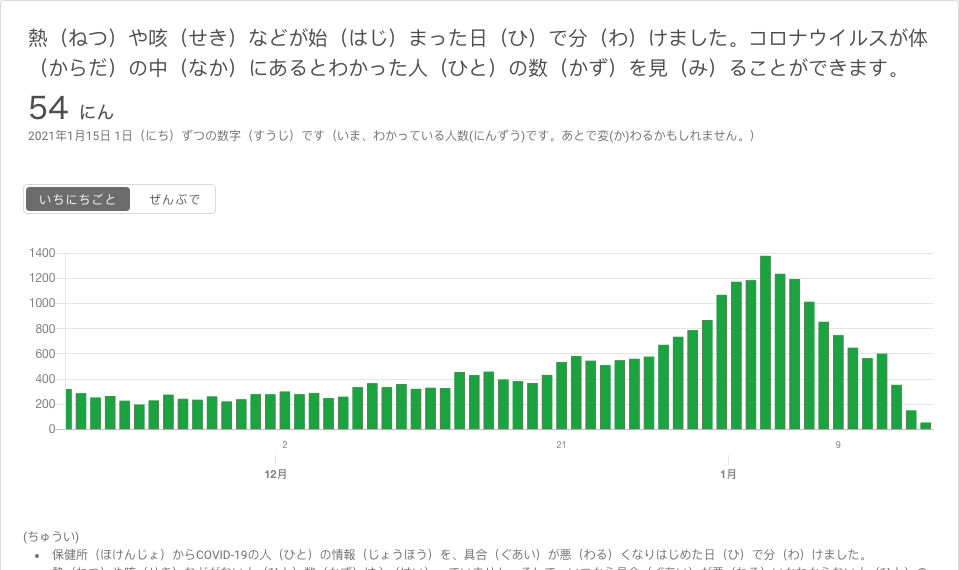 熱（ねつ）や咳（せき）などが始（はじ）まった日（ひ）で分（わ）けました。コロナウイルスが体
（からだ）の中（なか）にあるとわかった人（ひと）の数（かず）を見（み）ることができます。
54 にん
2021年1月15日 1日（にち）ずつの数字（すうじ）です（いま、わかっている人数(にんずう)です。あとで変(か)わるかもしれません。）
いちにちごと ぜんぶで
1400
1200
1000
800
600
400
200
0
2 21 9
12月 1月
(ちゅうい)
• 保健所（ほけんじょ）からCOVID-19の人（ひと）の情報（じょうほう）を、具合（ぐあい）が悪（わる）くなりはじめた日（ひ）で分（わ）けました。